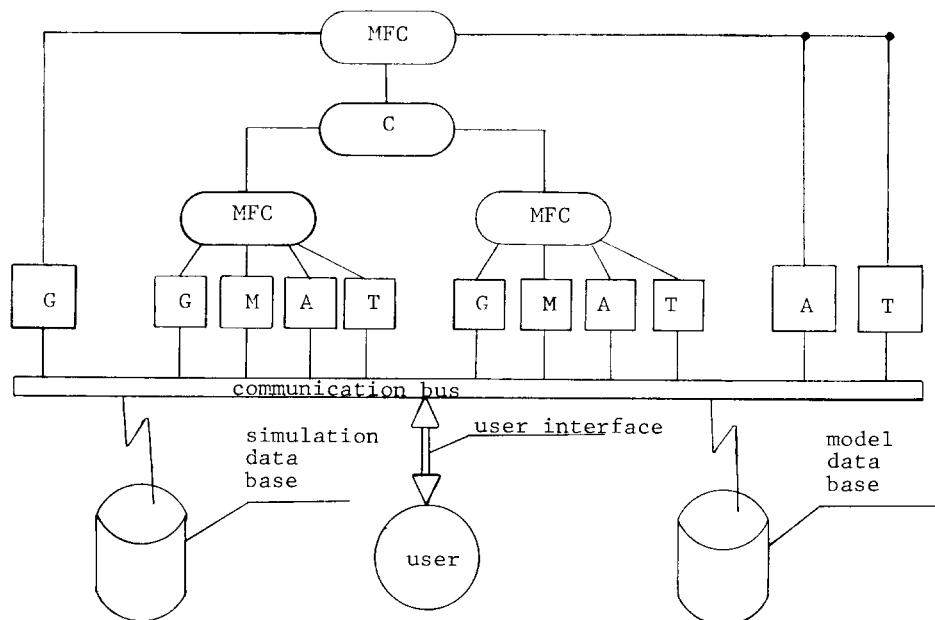 MFC
C
MFC
MFC
G
G
M
A
T
G
M
A
T
A
T
communication bus
user interface
simulation
data
base
model
data
base
user